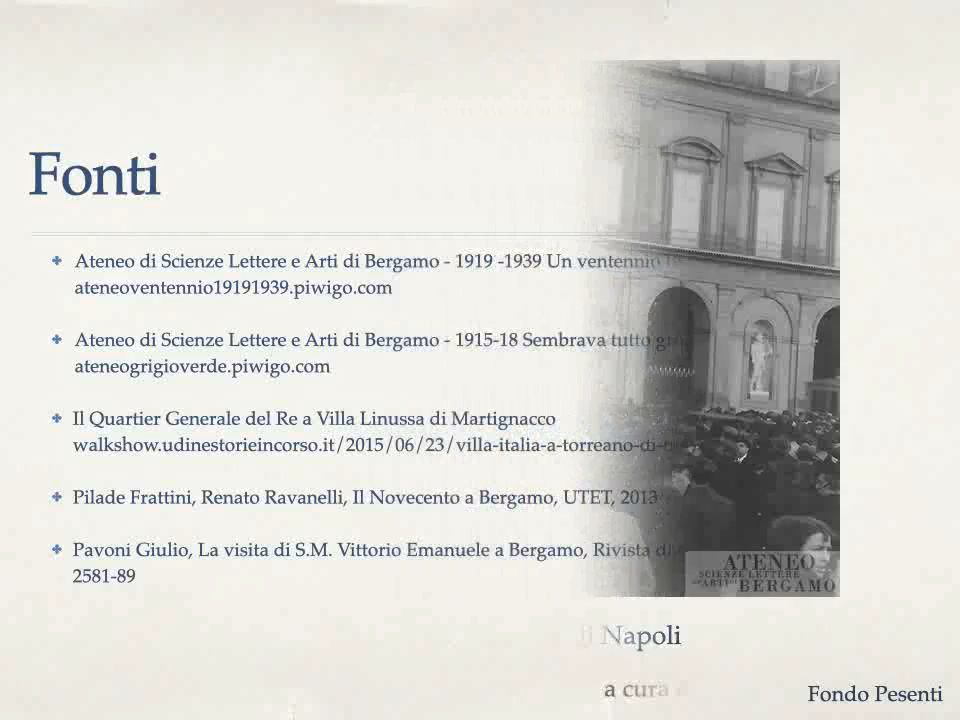 Fonti
Ateneo di Scienze Lettere e Arti di Bergamo - 1919 -1939 Un ventennio
ateneoventennio19191939.piwigo.com
Ateneo di Scienze Lettere e Arti di Bergamo - 1915-18 Sembrava tutto
ateneogrigioverde.piwigo.com
Il Quartier Generale del Re a Villa Linussa di Martignacco
walkshow.udinestorieincorso.it/2015/06/23/villa-italia-a-torreano-di-
Pilade Frattini, Renato Ravanelli, Il Novecento a Bergamo, UTET, 2013
Pavoni Giulio, La visita di S.M. Vittorio Emanuele a Bergamo, Rivista
2581-89
ATENEO
SCIENZE LETTERE
ARTI DI BERGAMO
Napoli
a cura
Fondo Pesenti